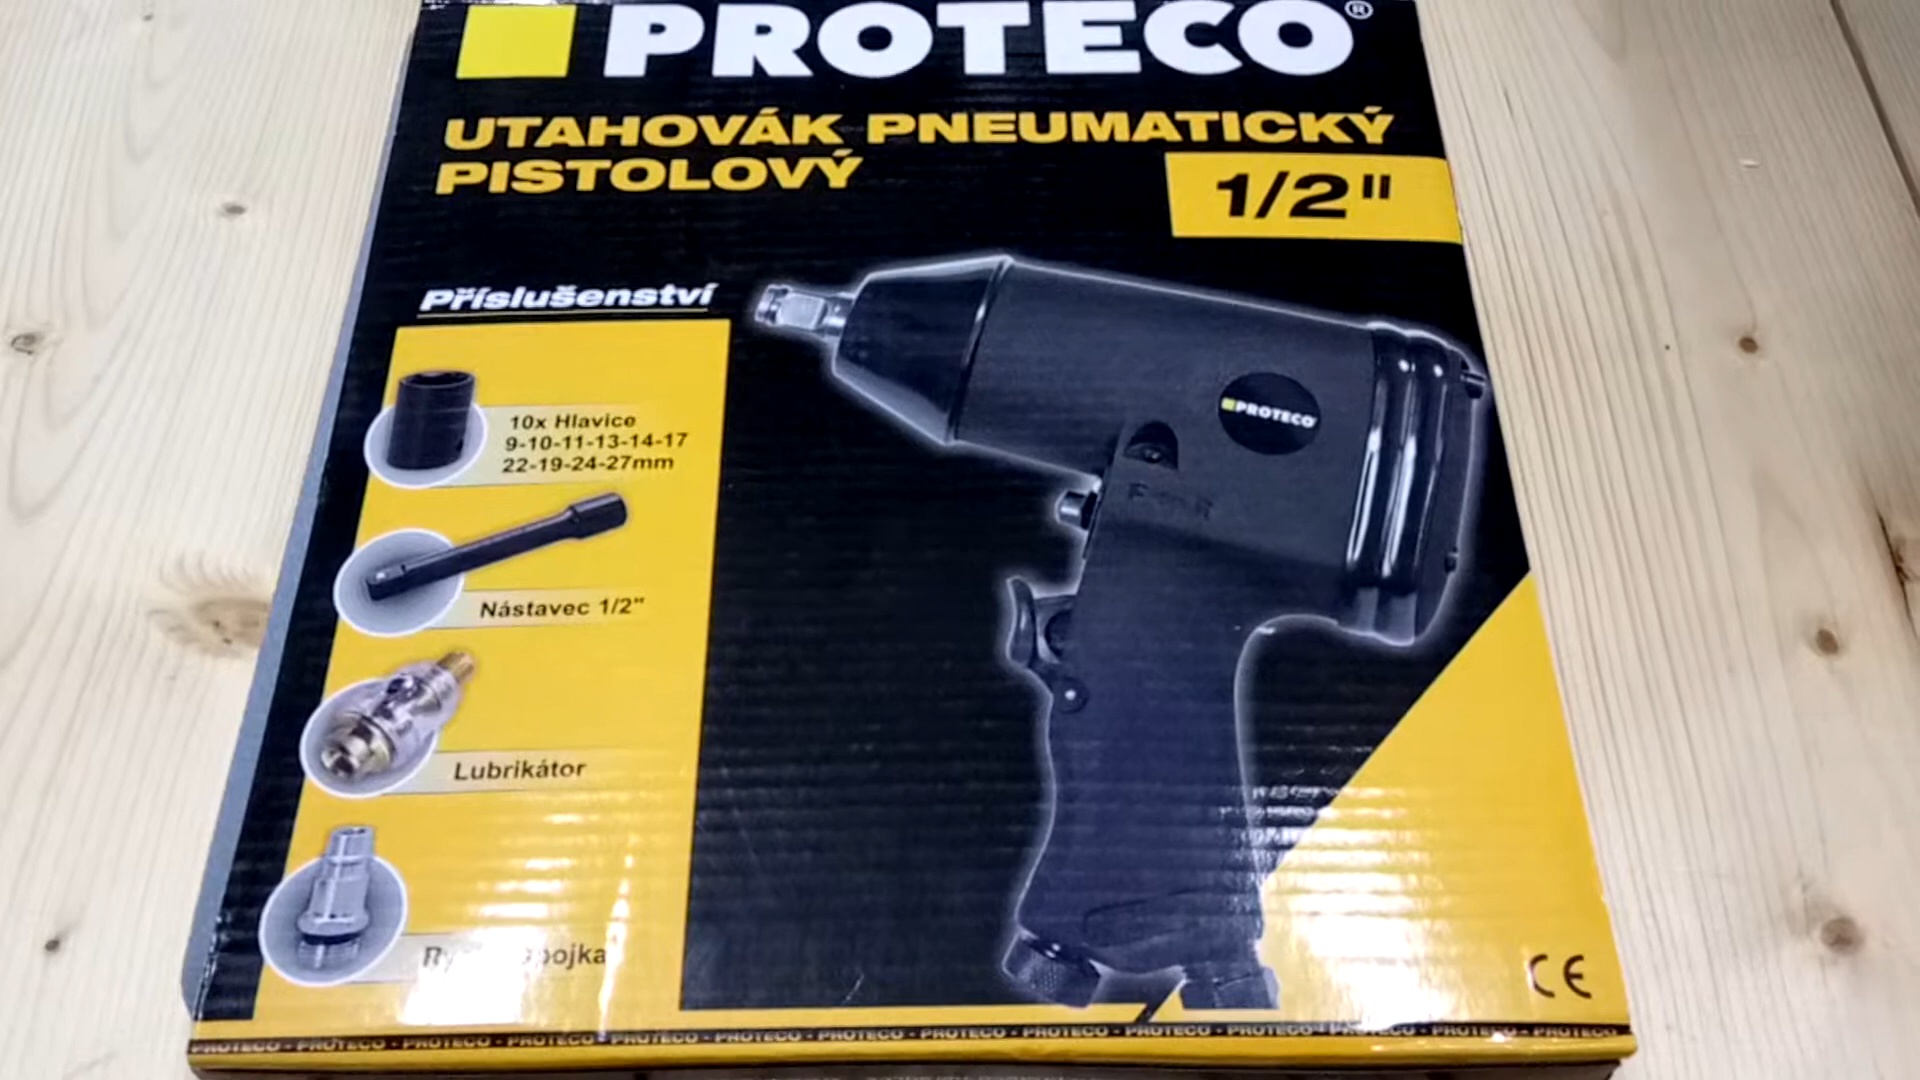 PROTECO®
UTAHOVÁK PNEUMATICKÝ
PISTOLOVÝ
1/2"
Příslušenství
10x Hlavice
9-10-11-13-14-17
22-19-24-27mm
Nástavec 1/2"
Lubrikátor
PROTECO
CE
PROTECO - PROTECO - PROTECO - PROTECO - PROTECO - PROTECO - PROTECO - PROTECO - PROTECO - PROTECO - PROTECO - PROTECO - PROTECO - PROTECO